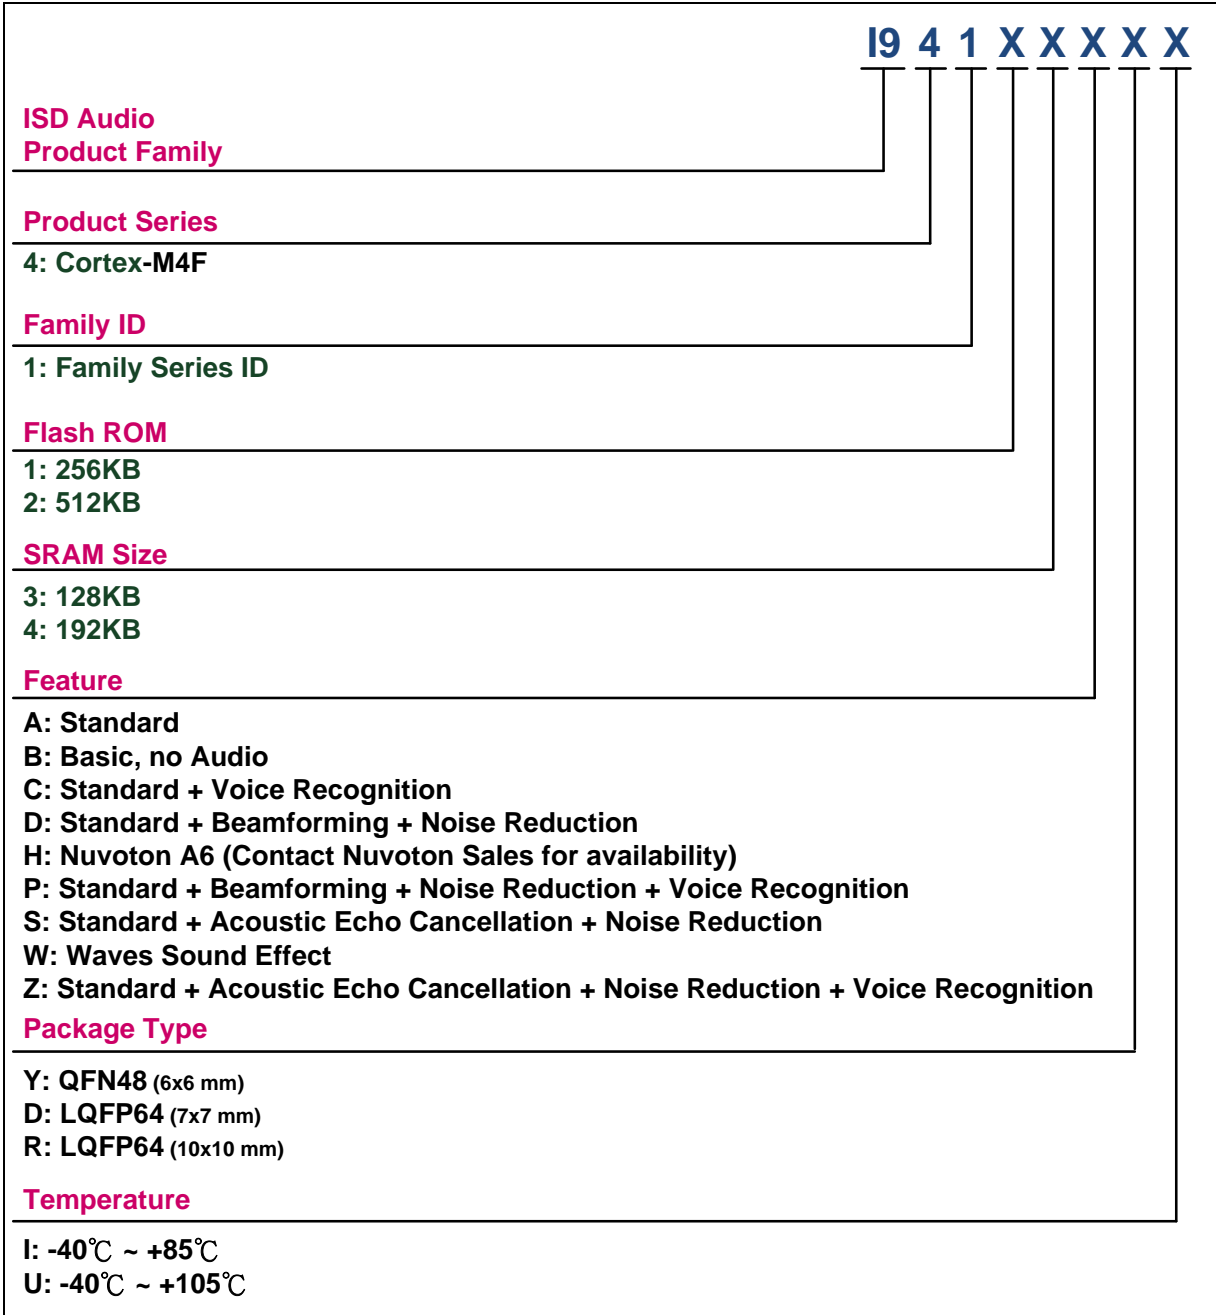 I9 4 1 X X X X X
ISD Audio
Product Family
Product Series
4: Cortex-M4F
Family ID
1: Family Series ID
Flash ROM
1: 256KB
2: 512KB
SRAM Size
3: 128KB
4: 192KB
Feature
A: Standard
B: Basic, no Audio
C: Standard + Voice Recognition
D: Standard + Beamforming + Noise Reduction
H: Nuvoton A6 (Contact Nuvoton Sales for availability)
P: Standard + Beamforming + Noise Reduction + Voice Recognition
S: Standard + Acoustic Echo Cancellation + Noise Reduction
W: Waves Sound Effect
Z: Standard + Acoustic Echo Cancellation + Noise Reduction + Voice Recognition
Package Type
Y: QFN48 (6x6 mm)
D: LQFP64 (7x7 mm)
R: LQFP64 (10x10 mm)
Temperature
I: -40℃ ~ +85℃
U: -40℃ ~ +105℃